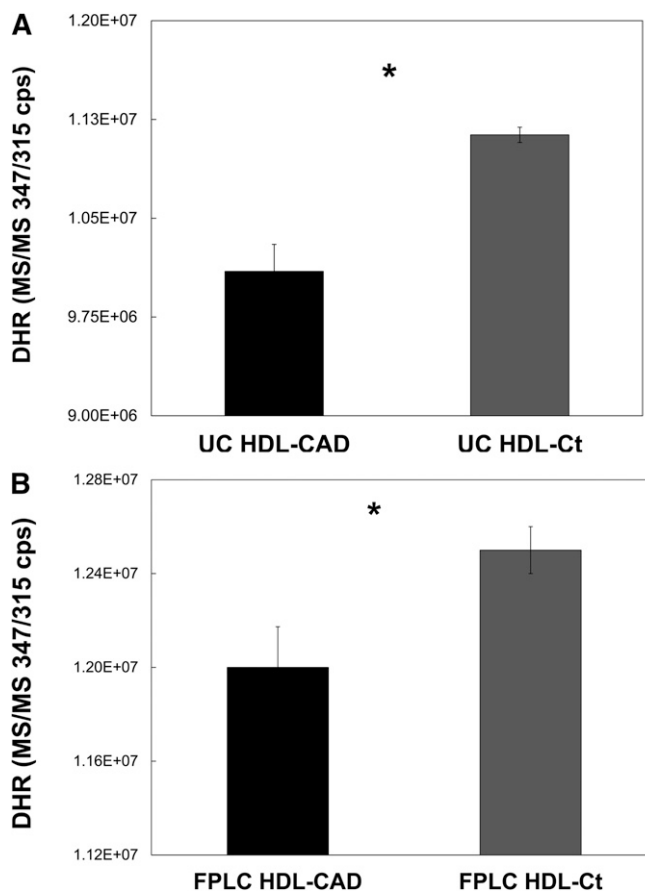 A
DHR (MS/MS 347/315 cps)
1.20E+07
1.13E+07
1.05E+07
9.75E+06
9.00E+06
*
UC HDL-CAD
UC HDL-Ct
B
DHR (MS/MS 347/315 cps)
1.28E+07
1.24E+07
1.20E+07
1.16E+07
1.12E+07
*
FPLC HDL-CAD
FPLC HDL-Ct